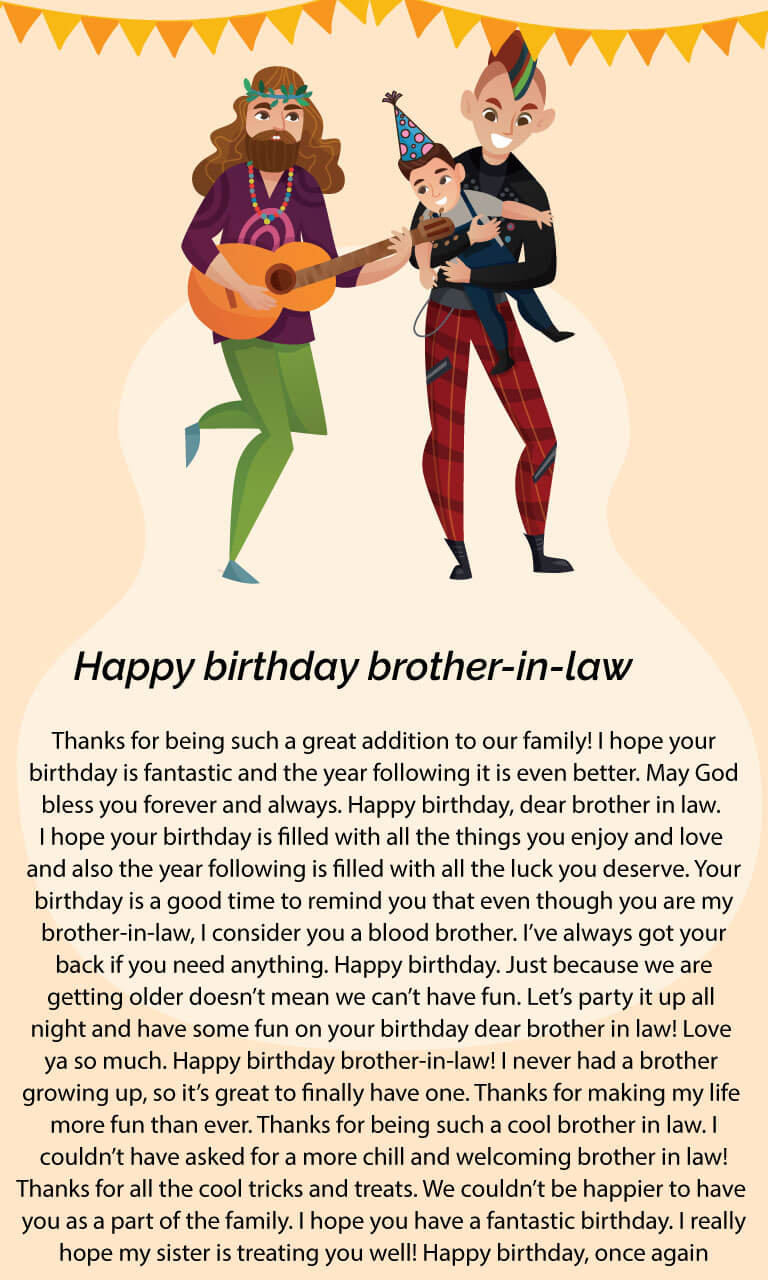 Happy birthday brother-in-law
Thanks for being such a great addition to our family! I hope your
birthday is fantastic and the year following it is even better. May God
bless you forever and always. Happy birthday, dear brother in law.
I hope your birthday is filled with all the things you enjoy and love
and also the year following is filled with all the luck you deserve. Your
birthday is a good time to remind you that even though you are my
brother-in-law, I consider you a blood brother. I’ve always got your
back if you need anything. Happy birthday. Just because we are
getting older doesn’t mean we can’t have fun. Let’s party it up all
night and have some fun on your birthday dear brother in law! Love
ya so much. Happy birthday brother-in-law! I never had a brother
growing up, so it’s great to finally have one. Thanks for making my life
more fun than ever. Thanks for being such a cool brother in law. I
couldn’t have asked for a more chill and welcoming brother in law!
Thanks for all the cool tricks and treats. We couldn’t be happier to have
you as a part of the family. I hope you have a fantastic birthday. I really
hope my sister is treating you well! Happy birthday, once again